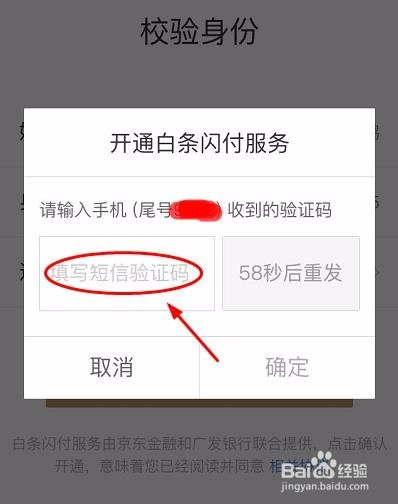 校验身份
开通白条闪付服务
请输入手机 (尾号 收到的验证码
填写短信验证码
58秒后重发
取消
确定
白条闪付服务由京东金融和广发银行联合提供，点击确认
开通，意味着您已经阅读并同意
Baidu 经验
jingyan.baidu.com